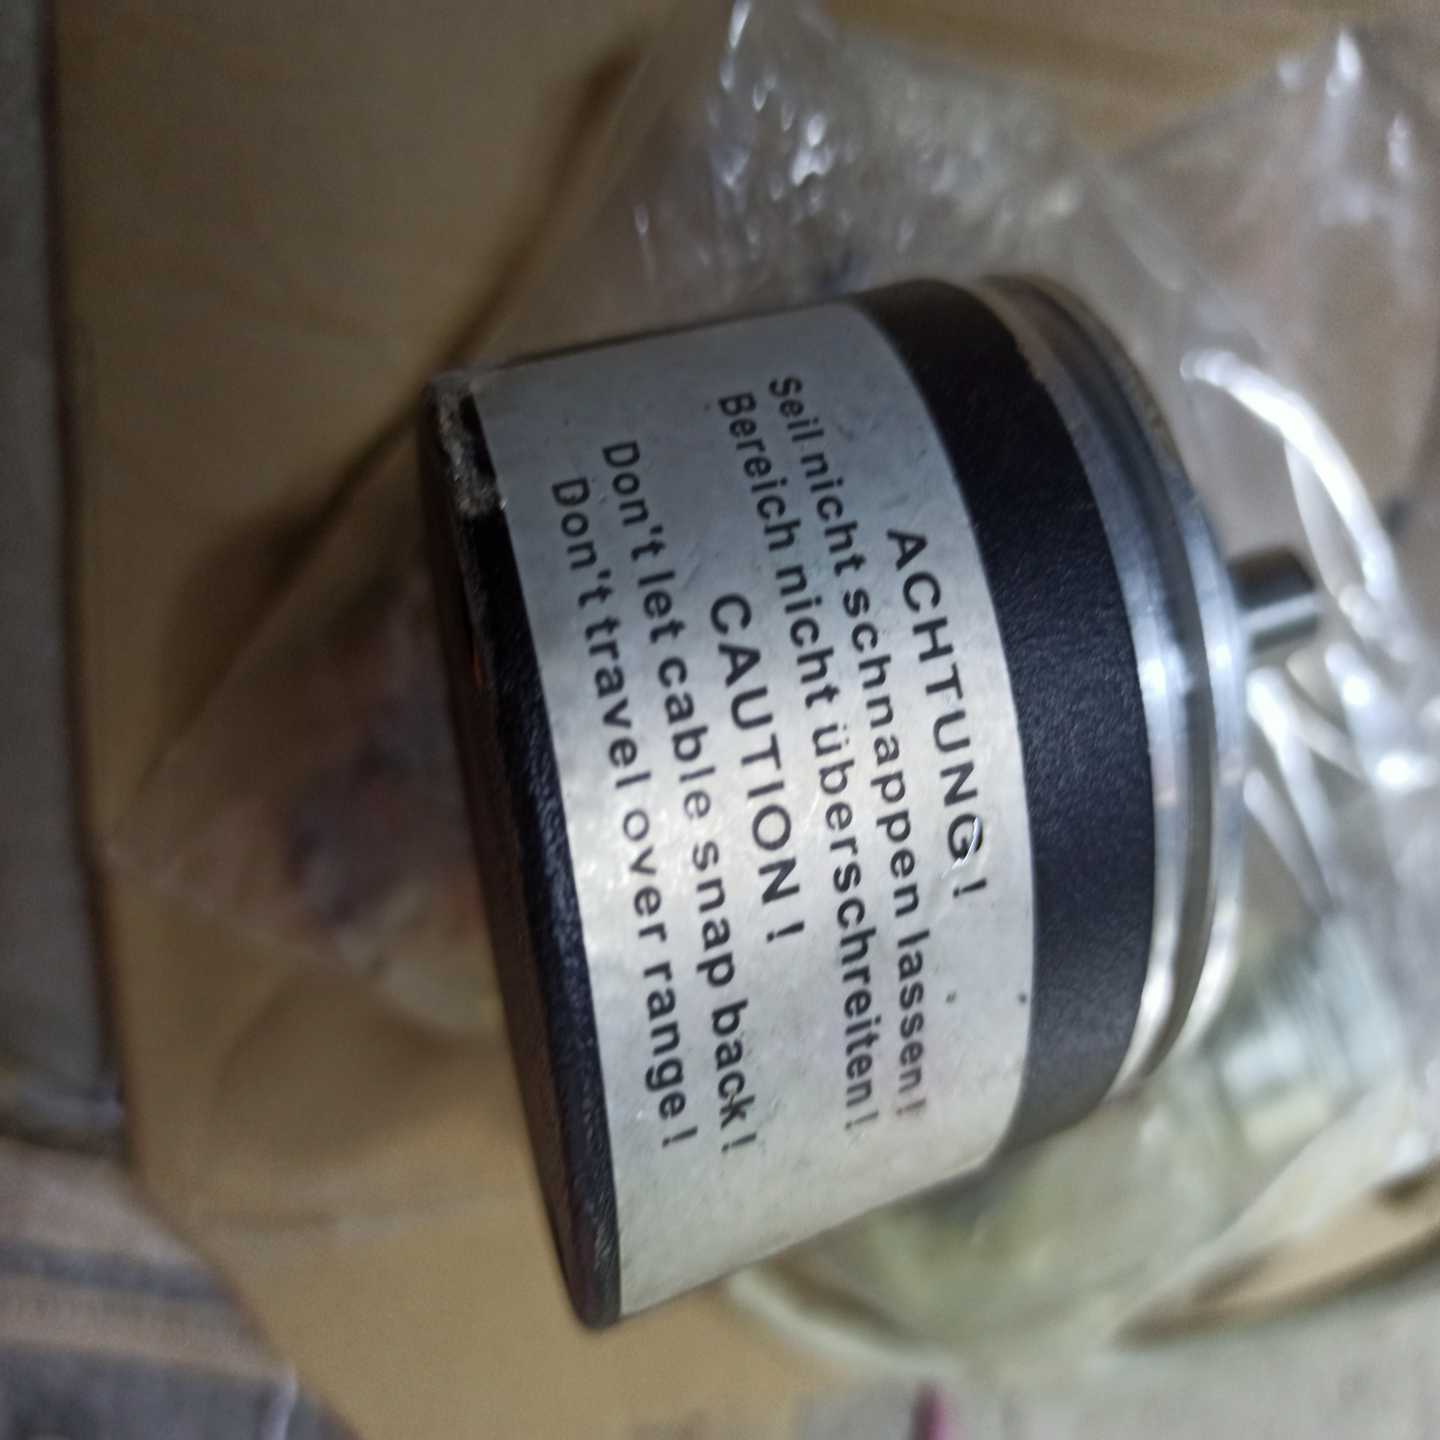 ACHTUNG!
Seil nicht schnappen lassen!
Bereich nicht überschreiten!
CAUTION!
Don't let cable snap back!
Don't travel over range!